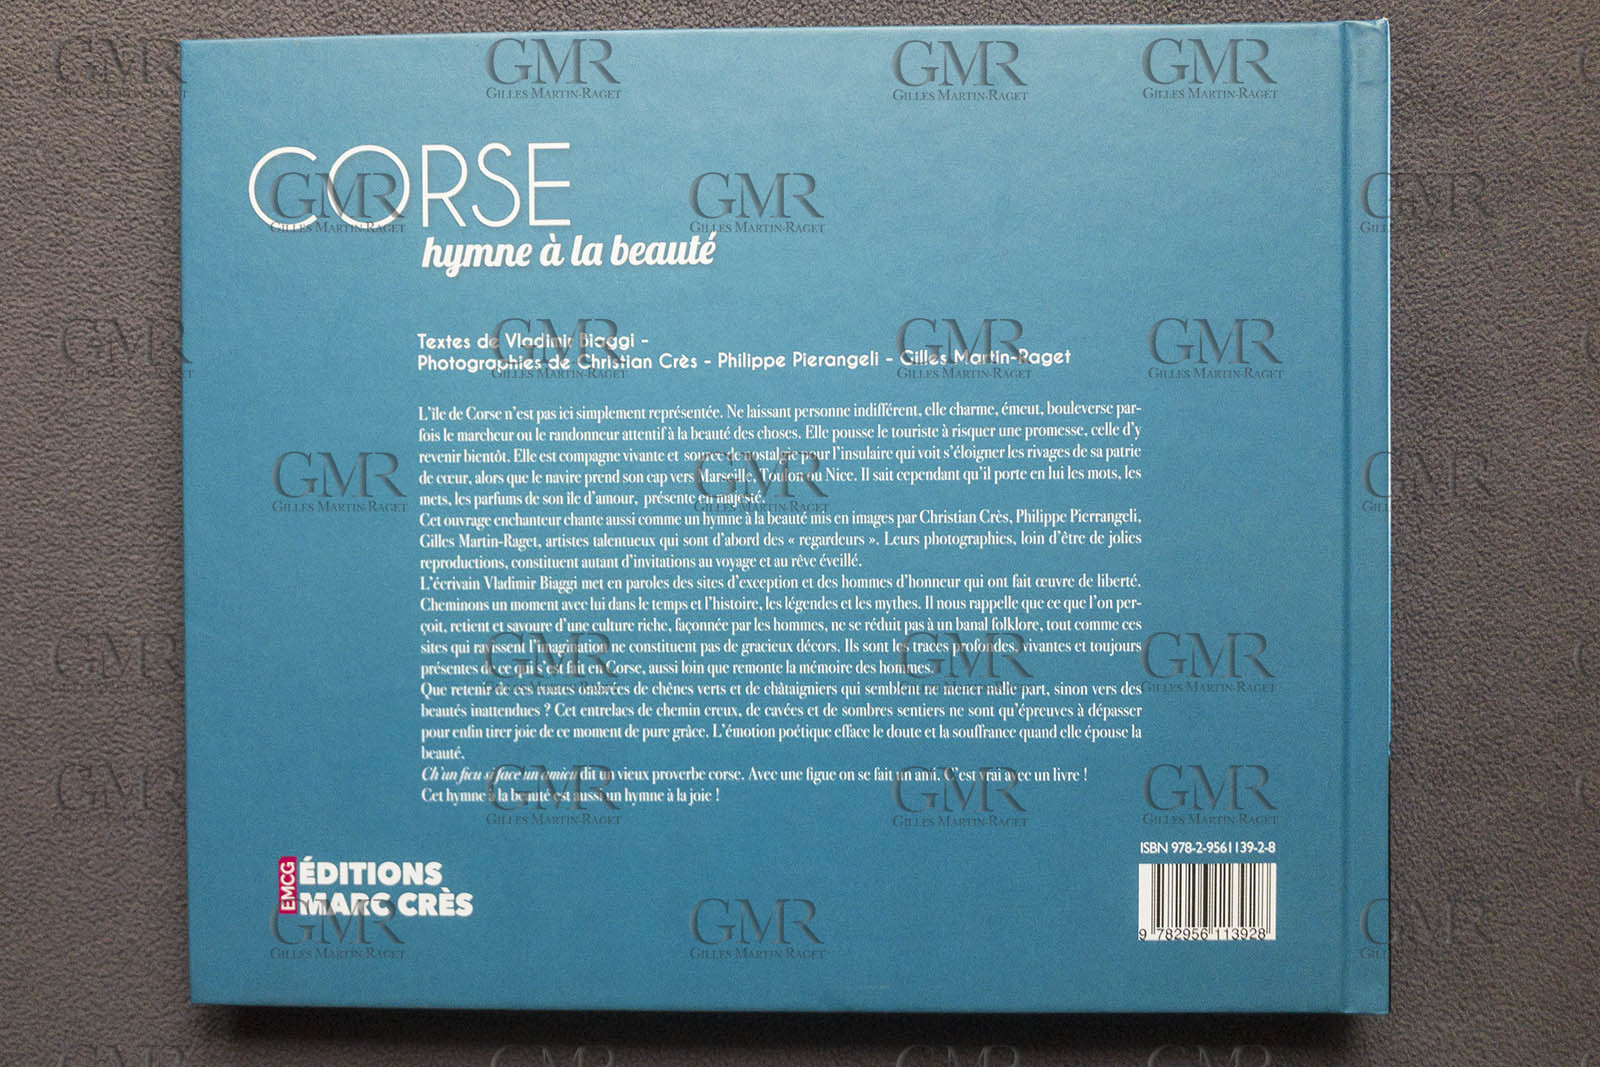 CORSE
hymne à la beauté
Textes de Vladimir Biaggi -
Photographies de Christian Crès - Philippe Pierangeli - Gilles Martin-Raget
L'île de Corse n'est pas ici simplement représentée. Ne laissant personne indifférent, elle charme, émeut, bouleverse par-
fois le marcheur ou le randonneur attentif à la beauté des choses. Elle pousse le touriste à risquer une promesse, celle d'y
revenir bientôt. Elle est compagne vivante et source de nostalgie pour l'insulaire qui voit s'éloigner les rivages de sa patrie
de cœur, alors que le navire prend son cap vers Marseille, Toulon ou Nice. Il sait cependant qu'il porte en lui les mots, les
mets, les parfums de son île d'amour, présente en majesté.
Cet ouvrage enchanteur chante aussi comme un hymne à la beauté mis en images par Christian Crès, Philippe Pierrangeli,
Gilles Martin-Raget, artistes talentueux qui sont d'abord des « regardeurs ». Leurs photographies, loin d'être de jolies
reproductions, constituent autant d'invitations au voyage et au rêve éveillé.
L'écrivain Vladimir Biaggi met en paroles des sites d'exception et des hommes d'honneur qui ont fait œuvre de liberté.
Cheminons un moment avec lui dans le temps et l'histoire, les légendes et les mythes. Il nous rappelle que ce que l'on per-
çoit, retient et savoure d'une culture riche, façonnée par les hommes, ne se réduit pas à un banal folklore, tout comme ces
sites qui ravissent l'imagination ne constituent pas de gracieux décors. Ils sont les traces profondes, vivantes et toujours
présentes de ce qui s'est fait en Corse, aussi loin que remonte la mémoire des hommes.
Que retenir de ces routes ombrées de chênes verts et de châtaigniers qui semblent ne mener nulle part, sinon vers des
beautés inattendues ? Cet entrelacs de chemin creux, de cavées et de sombres sentiers ne sont qu'épreuves à dépasser
pour enfin tirer joie de ce moment de pure grâce. L'émotion poétique efface le doute et la souffrance quand elle épouse la
beauté.
Ch'un ficu si face un amicu dit un vieux proverbe corse. Avec une figue on se fait un ami. C'est vrai avec un livre !
Cet hymne à la beauté est aussi un hymne à la joie !
EMCG
ÉDITIONS
MARC CRÈS
ISBN 978-2-9561139-2-8
9 782956 113928
GMR
GILLES MARTIN-RAGET